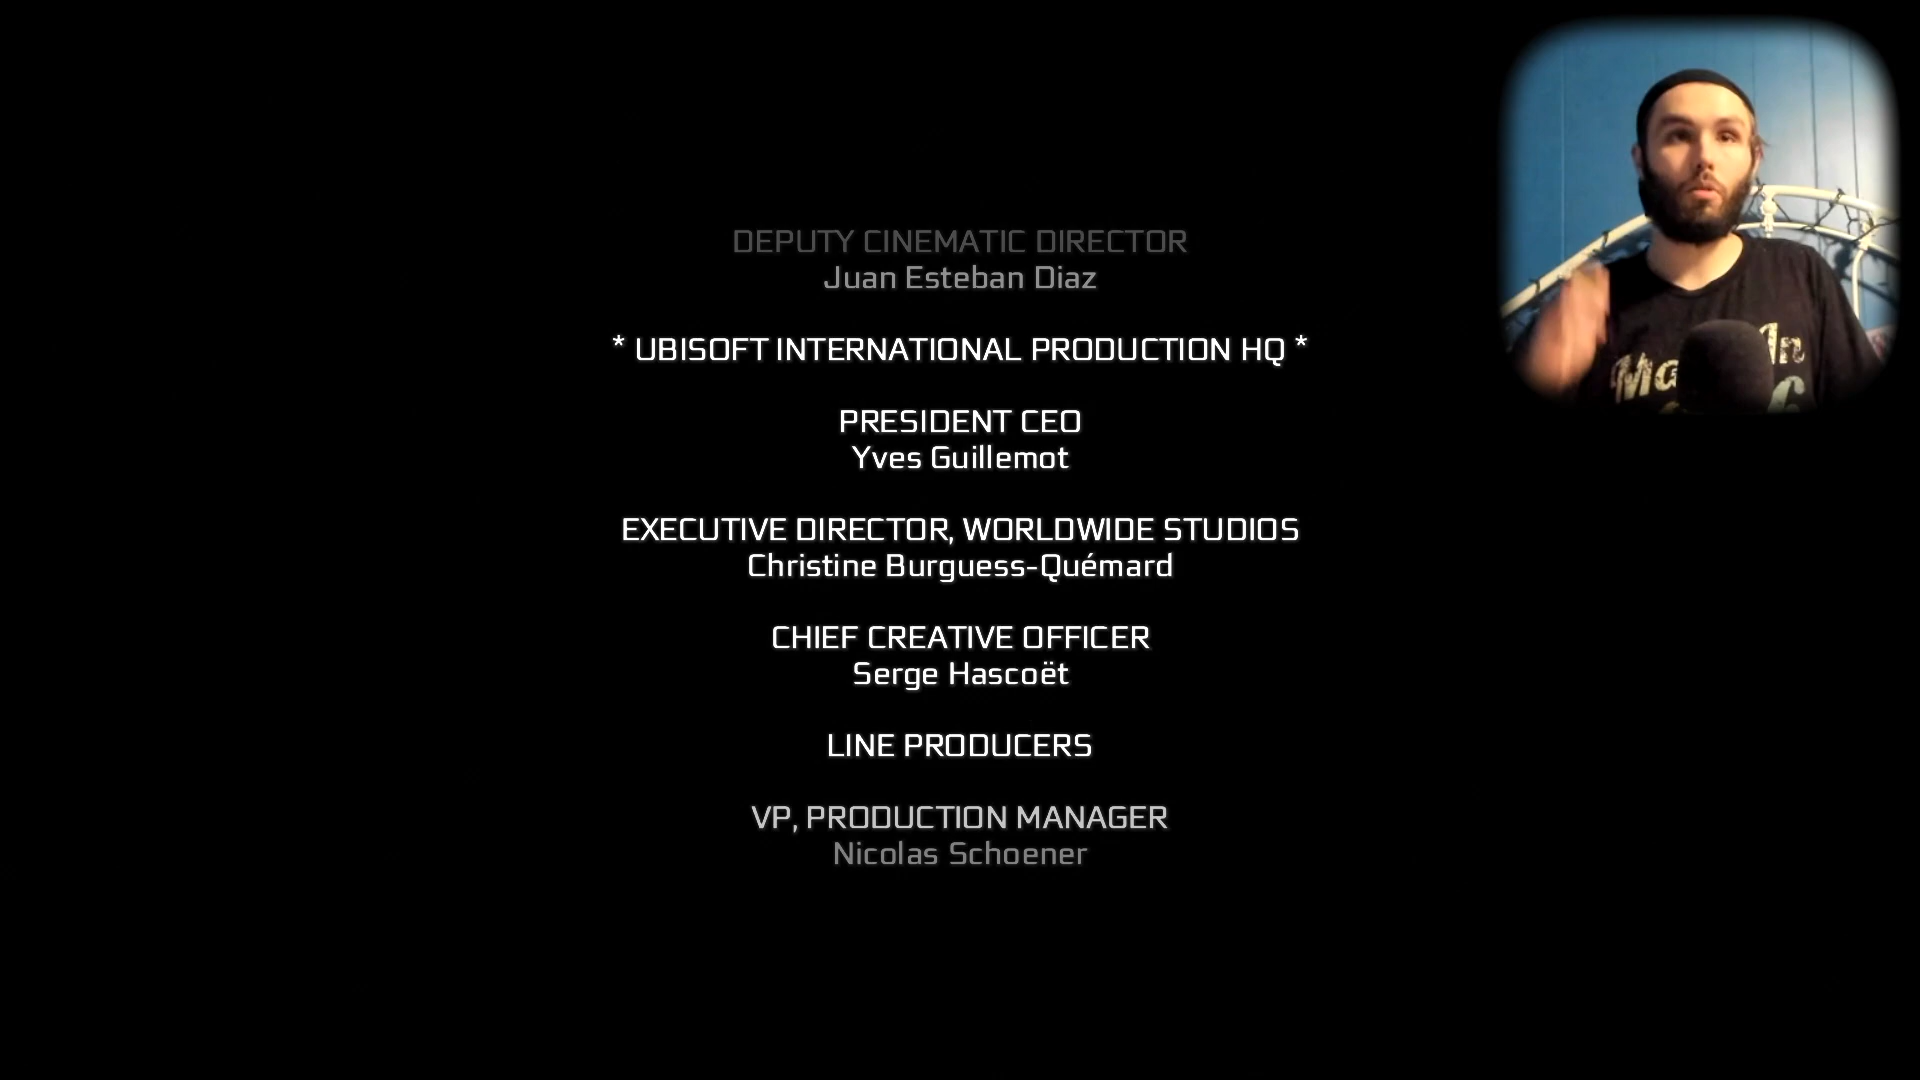 DEPUTY CINEMATIC DIRECTOR
Juan Esteban Diaz
* UBISOFT INTERNATIONAL PRODUCTION HQ *
PRESIDENT CEO
Yves Guillemot
EXECUTIVE DIRECTOR, WORLDWIDE STUDIOS
Christine Burguess-Quémard
CHIEF CREATIVE OFFICER
Serge Hascoët
LINE PRODUCERS
VP, PRODUCTION MANAGER
Nicolas Schoener